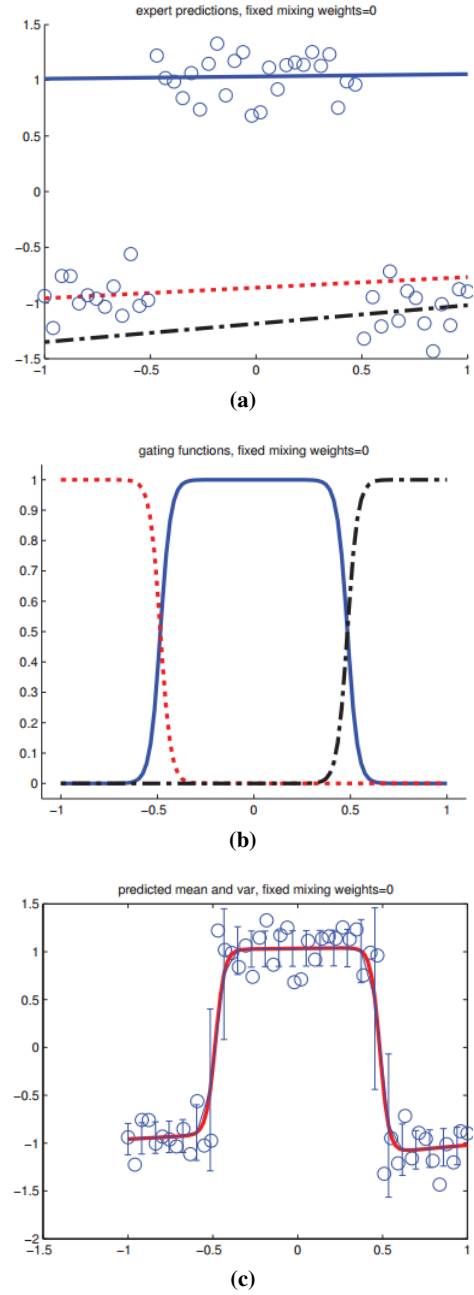 expert predictions, fixed mixing weights=0
1.5
1
0.5
0
−0.5
−1
−1.5
−1 −0.5 0 0.5 1
(a)
gating functions, fixed mixing weights=0
1
0.9
0.8
0.7
0.6
0.5
0.4
0.3
0.2
0.1
0
−1 −0.5 0 0.5 1
(b)
predicted mean and var, fixed mixing weights=0
1.5
1
0.5
0
−0.5
−1
−1.5
−2
−1.5 −1 −0.5 0 0.5 1
(c)